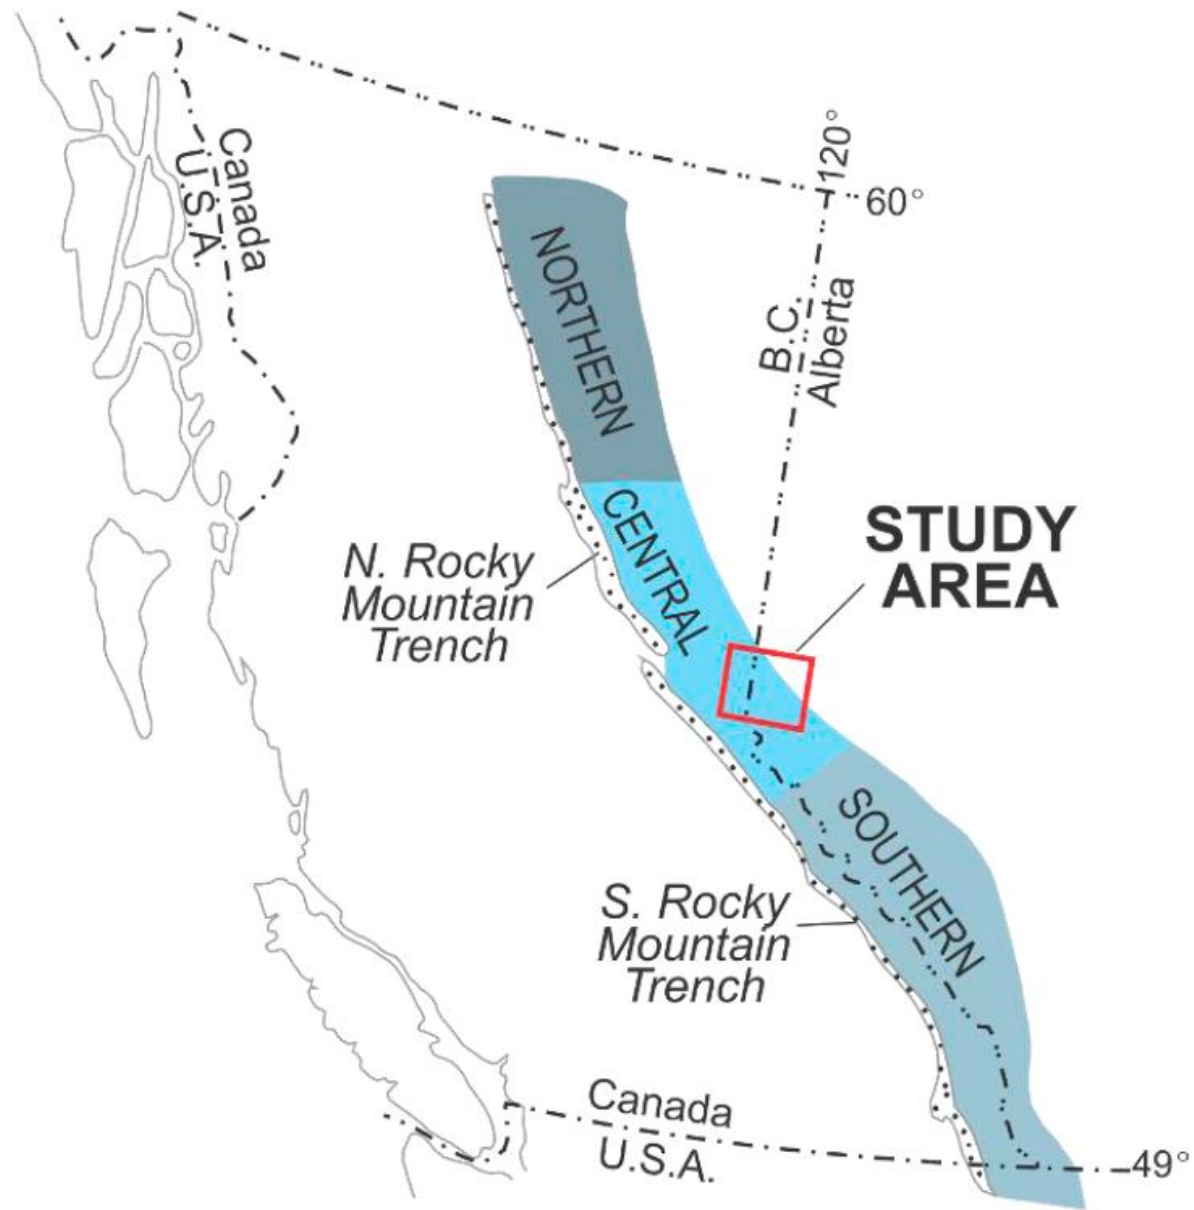 Canada
U.S.A.
120°
60°
B.C.
Alberta
NORTHERN
CENTRAL
STUDY
AREA
N. Rocky
Mountain
Trench
SOUTHERN
S. Rocky
Mountain
Trench
Canada
U.S.A.
49°